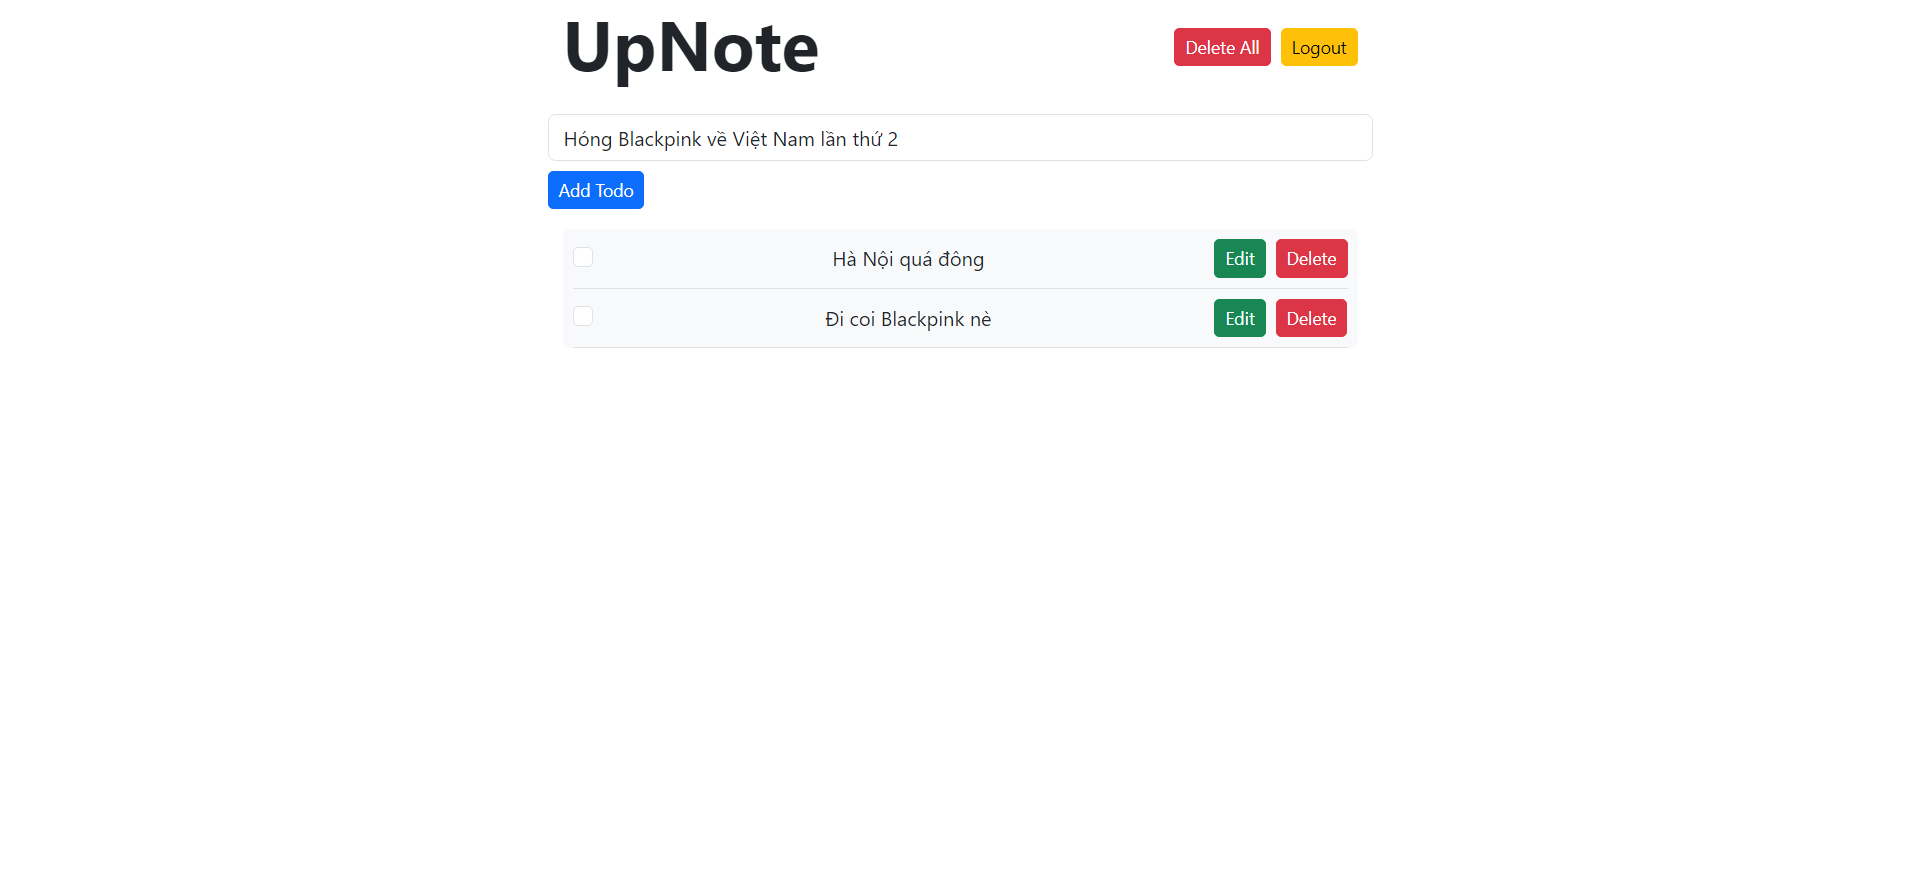 UpNote
Delete All Logout
Hóng Blackpink về Việt Nam lần thứ 2
Add Todo
Hà Nội quá đông Edit Delete
Đi coi Blackpink nè Edit Delete